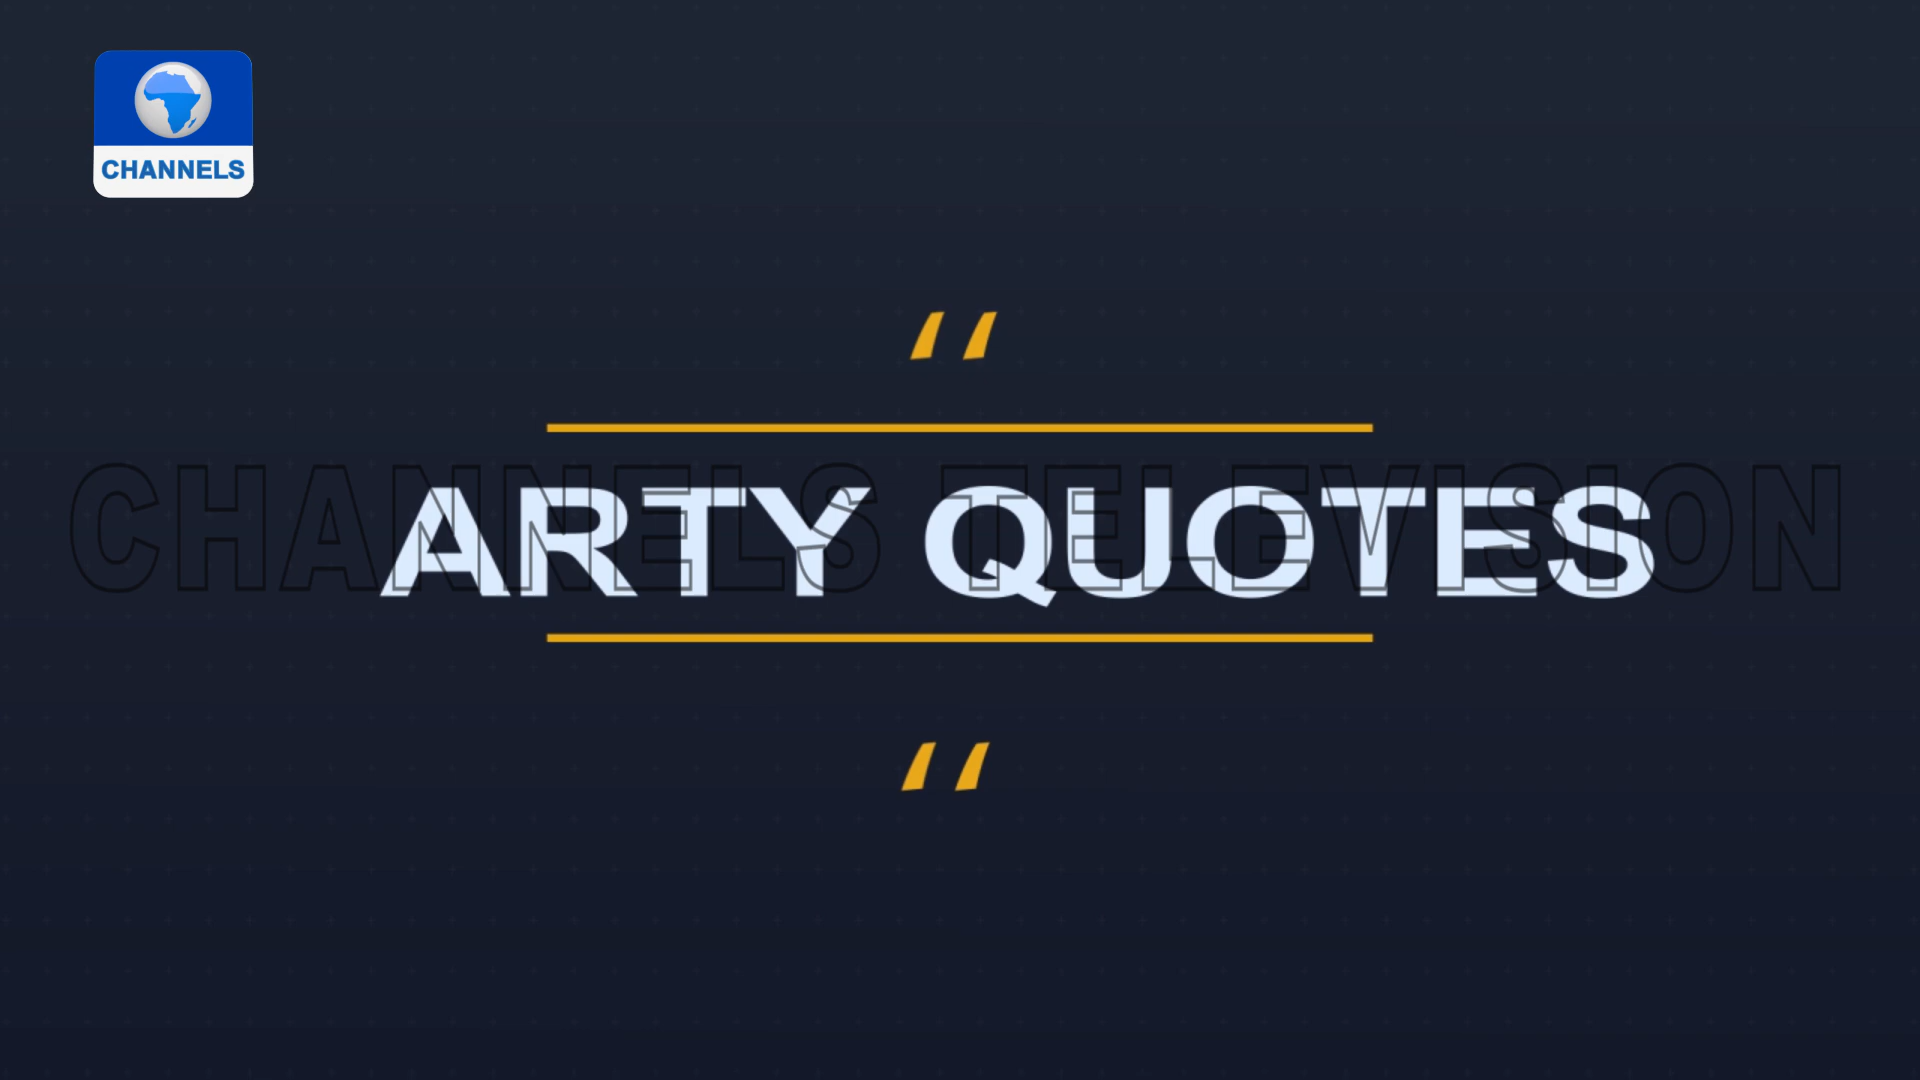 CHANNELS
“
CHANNELS TELEVISION
ARTY QUOTES
“